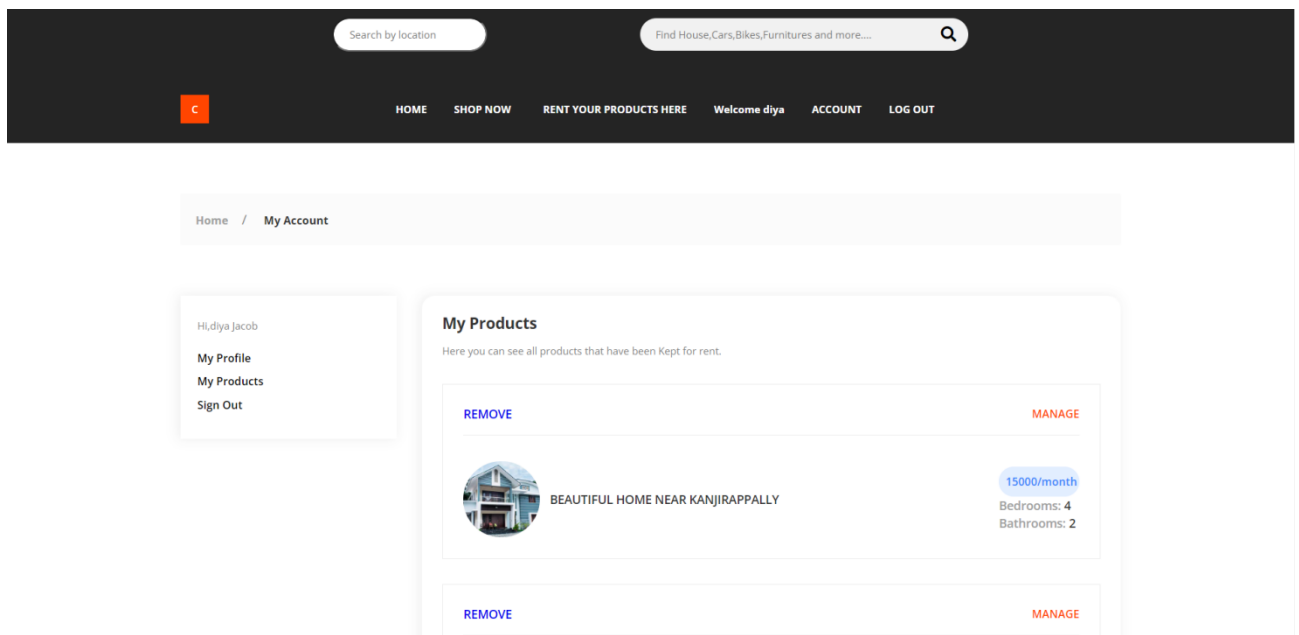 Search by location
Find House,Cars,Bikes,Furnitures and more....
C
HOME SHOP NOW RENT YOUR PRODUCTS HERE Welcome diya ACCOUNT LOG OUT
Home / My Account
Hi,diya Jacob
My Profile
My Products
Sign Out
My Products
Here you can see all products that have been Kept for rent.
REMOVE MANAGE
BEAUTIFUL HOME NEAR KANJIRAPPALLY
15000/month
Bedrooms: 4
Bathrooms: 2
REMOVE MANAGE